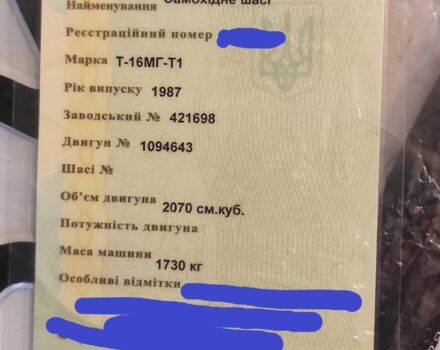 Найменування Самохідне шасі
Реєстраційний номер
Марка Т-16МГ-Т1
Рік випуску 1987
Заводський № 421698
Двигун № 1094643
Шасі №
Об'єм двигуна 2070 см.куб.
Потужність двигуна
Маса машини 1730 кг
Особливі відмітки